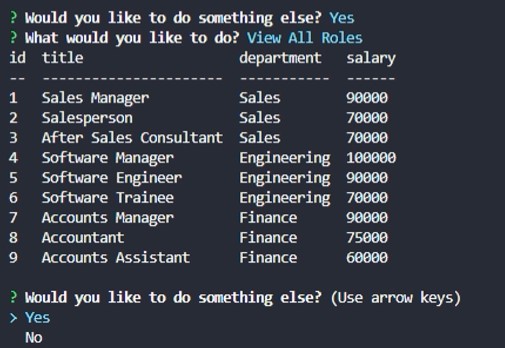 ? Would you like to do something else? Yes
? What would you like to do? View All Roles
id  title                   department   salary
--  ----------------------  -----------  ------
1   Sales Manager           Sales        90000
2   Salesperson             Sales        70000
3   After Sales Consultant  Sales        70000
4   Software Manager        Engineering  100000
5   Software Engineer       Engineering  90000
6   Software Trainee        Engineering  70000
7   Accounts Manager        Finance      90000
8   Accountant              Finance      75000
9   Accounts Assistant      Finance      60000
? Would you like to do something else? (Use arrow keys)
> Yes
  No